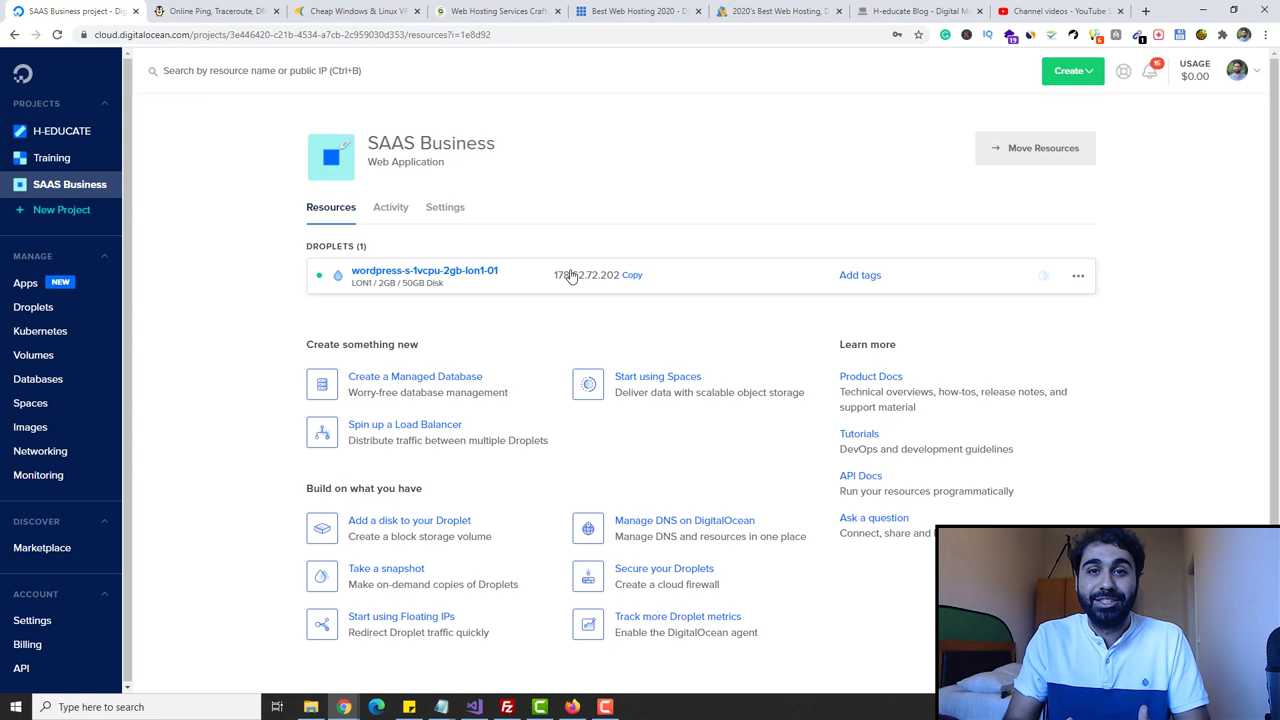 SAAS Business project - Digi
Online Ping, Traceroute, DN
Cheap Windows & Linux VP
Web Hosting Services Craft
Best Web Hosting 2020 - D
2020's Best Web Hosting, D
H-educate Blog - Digital M
Channel videos - YouTube S
cloud.digitalocean.com/projects/3e446420-c21b-4534-a7cb-2c959030d353/resources?i=1e8d92
19
6
1
Search by resource name or public IP (Ctrl+B)
Create
15
USAGE
$0.00
PROJECTS
H-EDUCATE
Training
SAAS Business
+ New Project
MANAGE
Apps NEW
Droplets
Kubernetes
Volumes
Databases
Spaces
Images
Networking
Monitoring
DISCOVER
Marketplace
ACCOUNT
Settings
Billing
API
SAAS Business
Web Application
→ Move Resources
Resources Activity Settings
DROPLETS (1)
wordpress-s-1vcpu-2gb-lon1-01
LON1 / 2GB / 50GB Disk
2.72.202 Copy
Add tags
Create something new
Create a Managed Database
Worry-free database management
Start using Spaces
Deliver data with scalable object storage
Spin up a Load Balancer
Distribute traffic between multiple Droplets
Learn more
Product Docs
Technical overviews, how-tos, release notes, and
support material
Tutorials
DevOps and development guidelines
API Docs
Run your resources programmatically
Ask a question
Connect, share and
Build on what you have
Add a disk to your Droplet
Create a block storage volume
Manage DNS on DigitalOcean
Manage DNS and resources in one place
Take a snapshot
Make on-demand copies of Droplets
Secure your Droplets
Create a cloud firewall
Start using Floating IPs
Redirect Droplet traffic quickly
Track more Droplet metrics
Enable the DigitalOcean agent
Type here to search